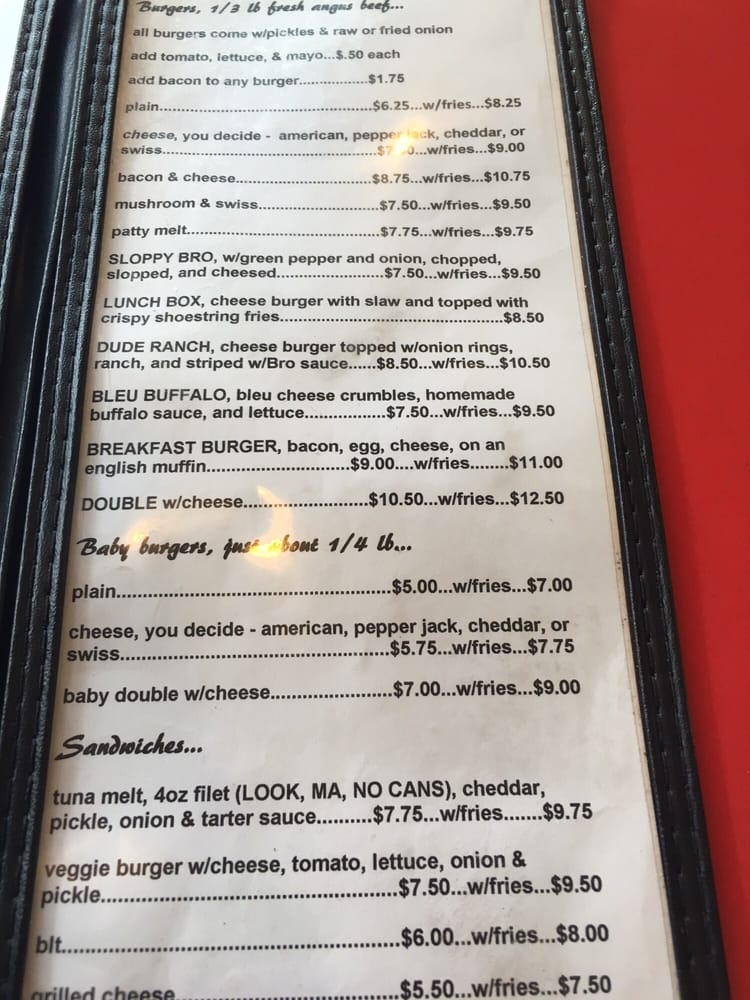 Burgers, 1/3 lb fresh angus beef...
all burgers come w/pickles & raw or fried onion
add tomato, lettuce, & mayo...$.50 each
add bacon to any burger.................$1.75
plain......................................................$6.25...w/fries...$8.25
cheese, you decide - american, pepper jack, cheddar, or
swiss......................................................$7.00...w/fries...$9.00
bacon & cheese..................................$8.75...w/fries...$10.75
mushroom & swiss..............................$7.50...w/fries...$9.50
patty melt................................................$7.75...w/fries...$9.75
SLOPPY BRO, w/green pepper and onion, chopped,
slopped, and cheesed........................$7.50...w/fries...$9.50
LUNCH BOX, cheese burger with slaw and topped with
crispy shoestring fries..................................................$8.50
DUDE RANCH, cheese burger topped w/onion rings,
ranch, and striped w/Bro sauce......$8.50...w/fries...$10.50
BLEU BUFFALO, bleu cheese crumbles, homemade
buffalo sauce, and lettuce..................$7.50...w/fries...$9.50
BREAKFAST BURGER, bacon, egg, cheese, on an
english muffin...............................$9.00....w/fries........$11.00
DOUBLE w/cheese...........................$10.50...w/fries...$12.50
Baby burgers, just about 1/4 lb...
plain...........................................................$5.00...w/fries...$7.00
cheese, you decide - american, pepper jack, cheddar, or
swiss..........................................................$5.75...w/fries...$7.75
baby double w/cheese..........................$7.00...w/fries...$9.00
Sandwiches...
tuna melt, 4oz filet (LOOK, MA, NO CANS), cheddar,
pickle, onion & tarter sauce..........$7.75...w/fries.......$9.75
veggie burger w/cheese, tomato, lettuce, onion &
pickle..........................................................$7.50...w/fries...$9.50
blt.................................................................$6.00...w/fries...$8.00
grilled cheese............................................$5.50...w/fries...$7.50